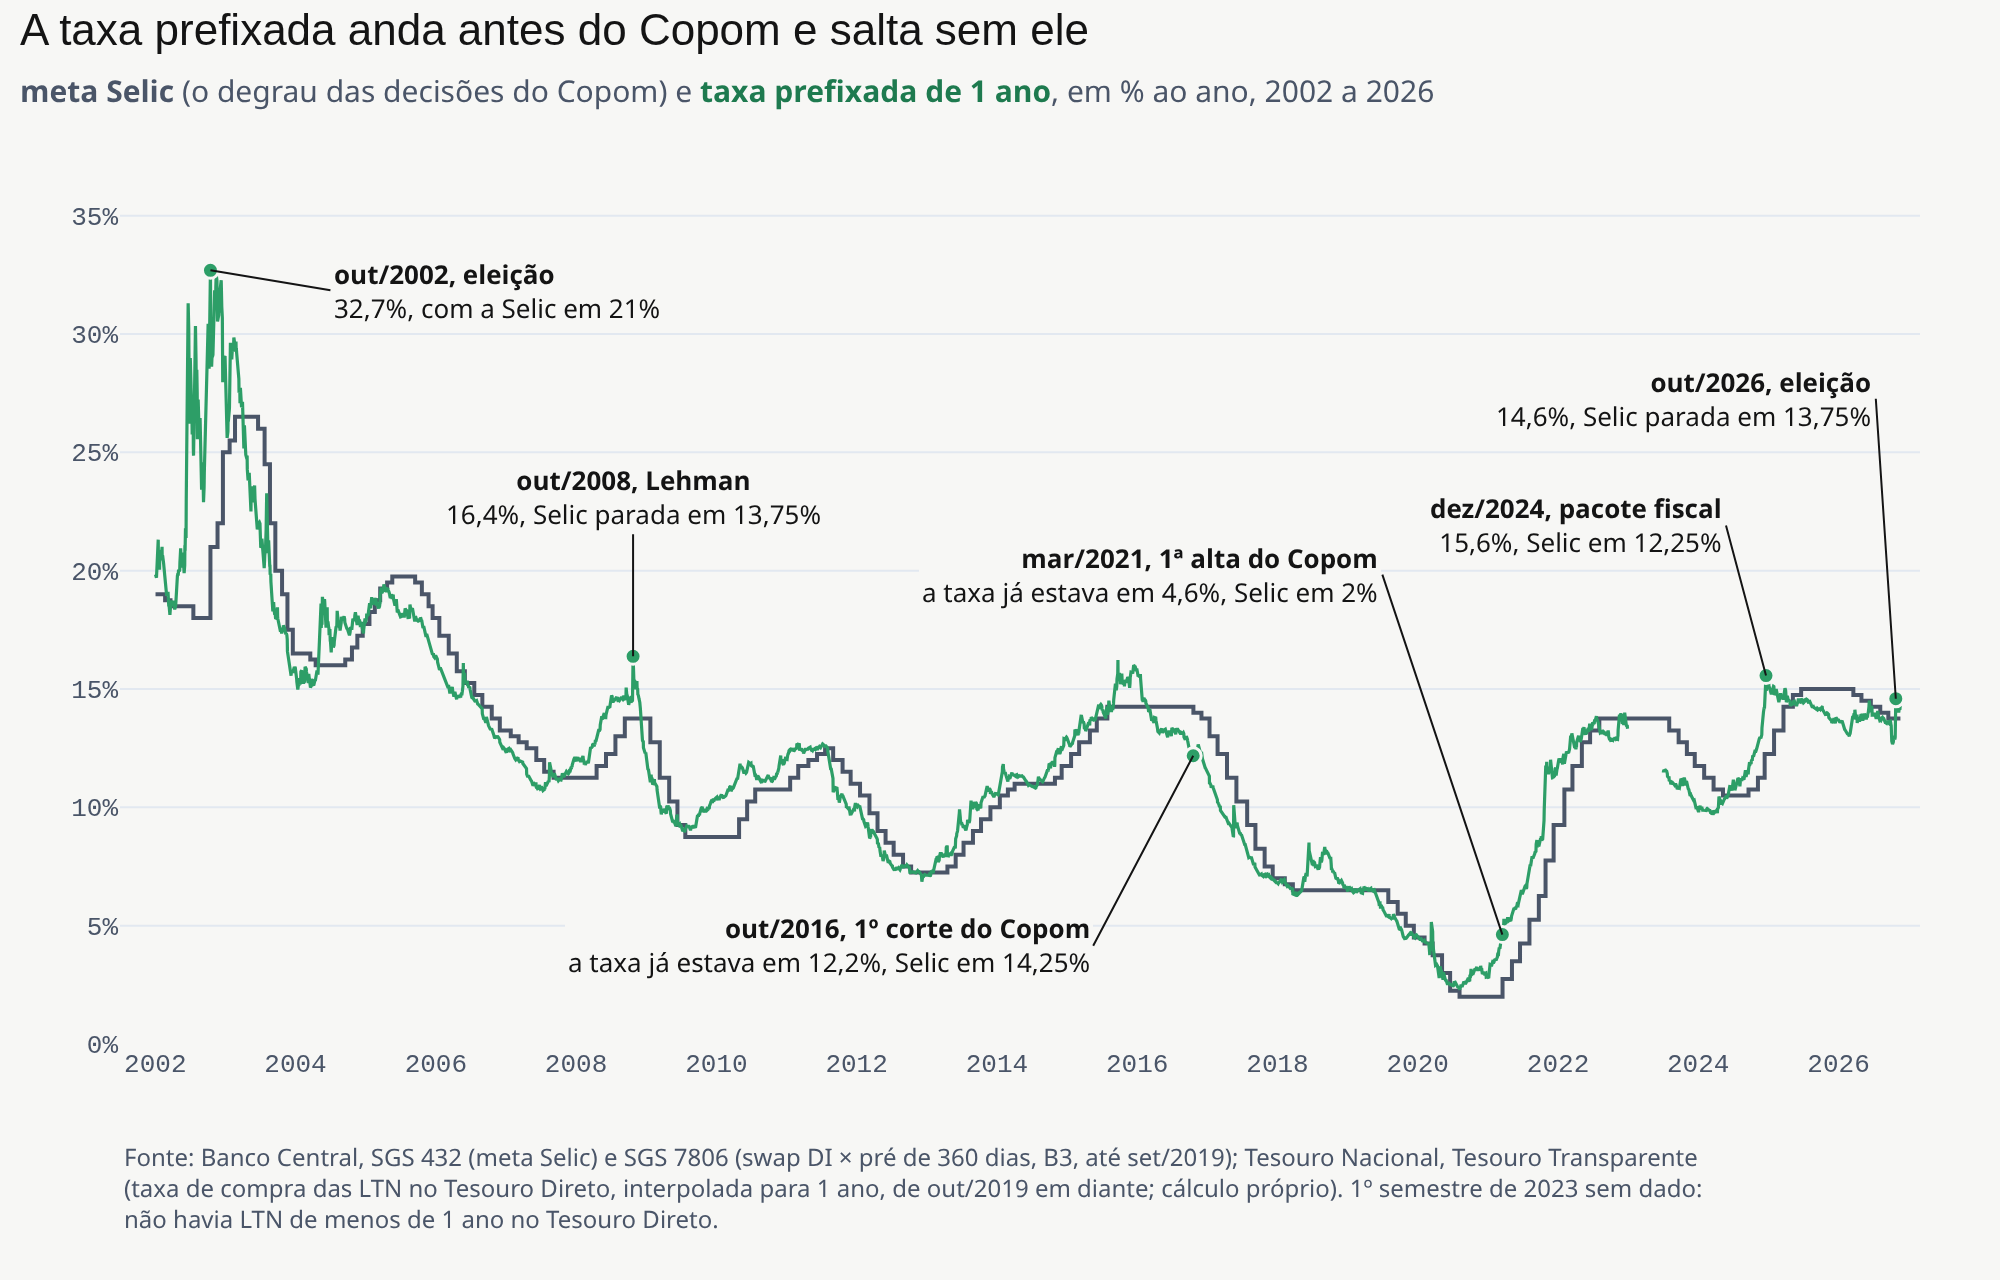 A taxa prefixada anda antes do Copom e salta sem ele
meta Selic (o degrau das decisões do Copom) e taxa prefixada de 1 ano, em % ao ano, 2002 a 2026
35%
out/2002, eleição
32,7%, com a Selic em 21%
30%
out/2026, eleição
14,6%, Selic parada em 13,75%
25%
out/2008, Lehman
16,4%, Selic parada em 13,75%
dez/2024, pacote fiscal
15,6%, Selic em 12,25%
mar/2021, 1ª alta do Copom
a taxa já estava em 4,6%, Selic em 2%
20%
15%
10%
out/2016, 1º corte do Copom
a taxa já estava em 12,2%, Selic em 14,25%
5%
0%
2002 2004 2006 2008 2010 2012 2014 2016 2018 2020 2022 2024 2026
Fonte: Banco Central, SGS 432 (meta Selic) e SGS 7806 (swap DI × pré de 360 dias, B3, até set/2019); Tesouro Nacional, Tesouro Transparente
(taxa de compra das LTN no Tesouro Direto, interpolada para 1 ano, de out/2019 em diante; cálculo próprio). 1º semestre de 2023 sem dado:
não havia LTN de menos de 1 ano no Tesouro Direto.